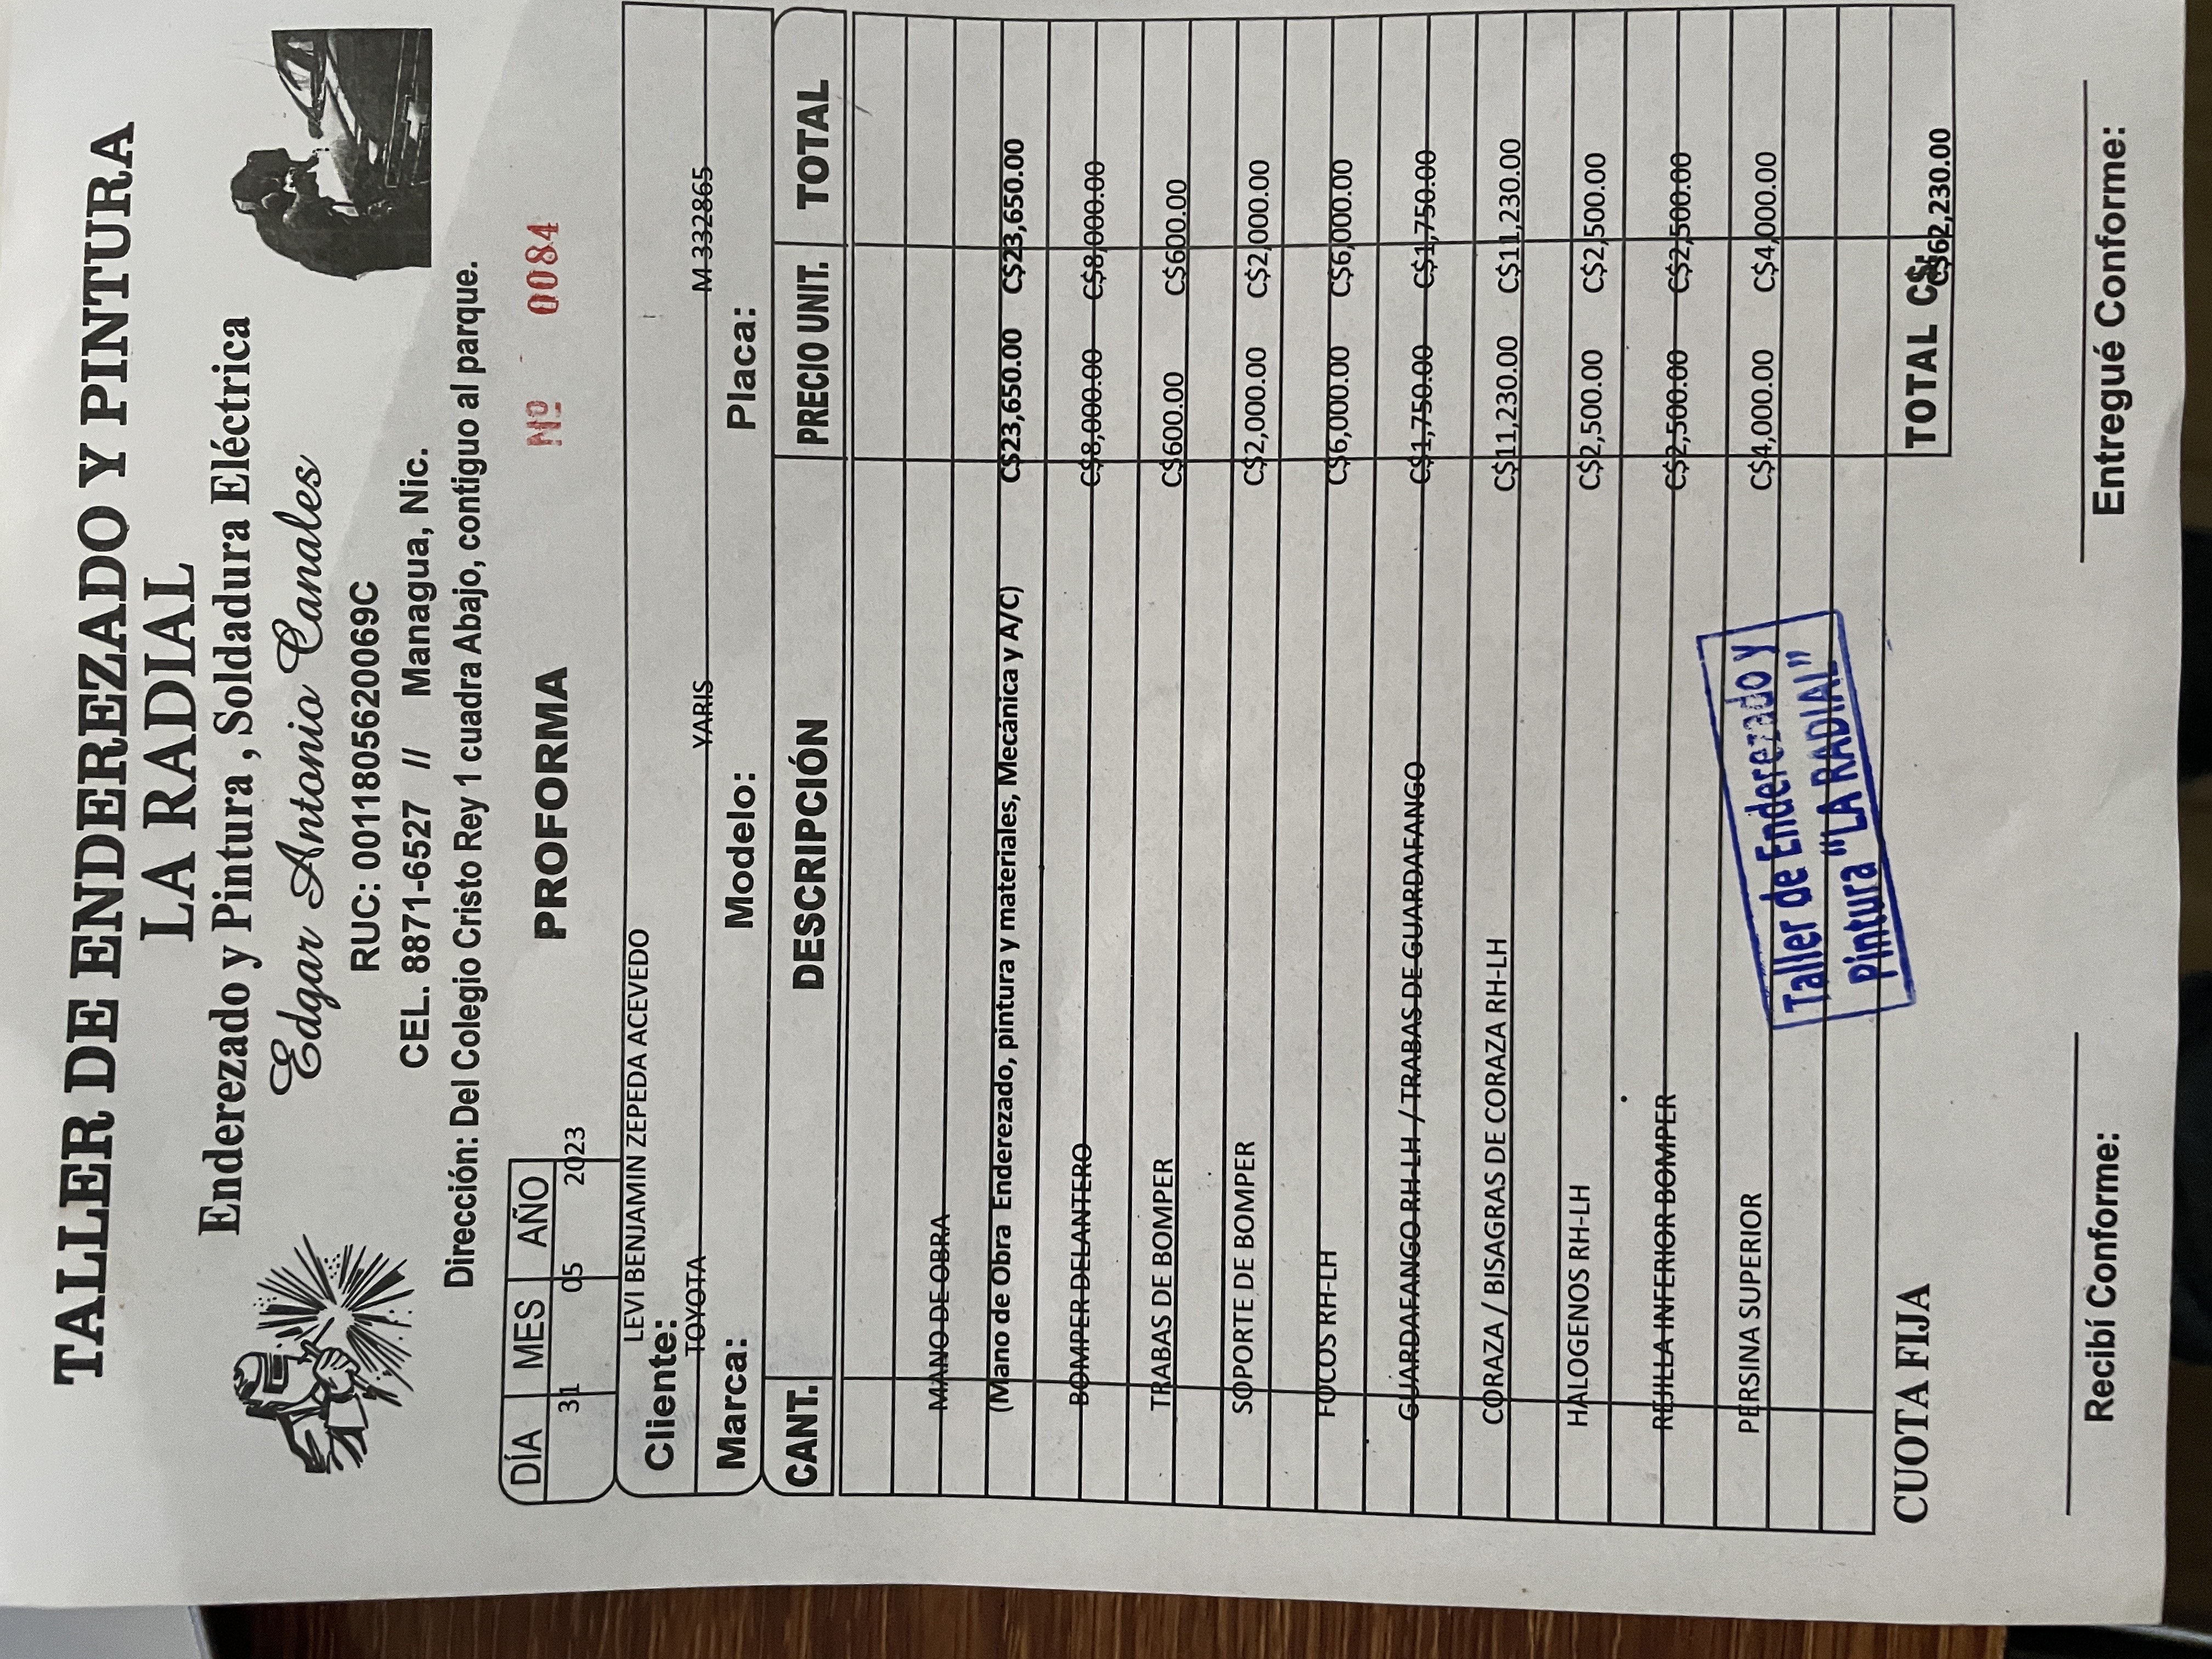 TALLER DE ENDEREZADO Y PINTURA
LA RADIAL
Enderezado y Pintura , Soldadura Eléctrica
Edgar Antonio Canales
RUC: 0011805620069C
CEL. 8871-6527 // Managua, Nic.
Dirección: Del Colegio Cristo Rey 1 cuadra Abajo, contiguo al parque.
DÍA MES AÑO
31 05 2023
PROFORMA Nº 0084
LEVI BENJAMIN ZEPEDA ACEVEDO
Cliente:
TOYOTA YARIS M 332865
Marca: Modelo: Placa:
CANT. DESCRIPCIÓN PRECIO UNIT. TOTAL
MANO DE OBRA
(Mano de Obra Enderezado, pintura y materiales, Mecánica y A/C) C$23,650.00 C$23,650.00
BOMPER DELANTERO C$8,000.00 C$8,000.00
TRABAS DE BOMPER C$600.00 C$600.00
SOPORTE DE BOMPER C$2,000.00 C$2,000.00
FOCOS RH-LH C$6,000.00 C$6,000.00
GUARDAFANGO RH-LH / TRABAS DE GUARDAFANGO C$1,750.00 C$1,750.00
CORAZA / BISAGRAS DE CORAZA RH-LH C$11,230.00 C$11,230.00
HALOGENOS RH-LH C$2,500.00 C$2,500.00
REJILLA INFERIOR BOMPER C$2,500.00 C$2,500.00
PERSINA SUPERIOR C$4,000.00 C$4,000.00
Taller de Enderezado y
Pintura "LA RADIAL"
CUOTA FIJA
TOTAL C$: C$62,230.00
Recibí Conforme: Entregué Conforme: